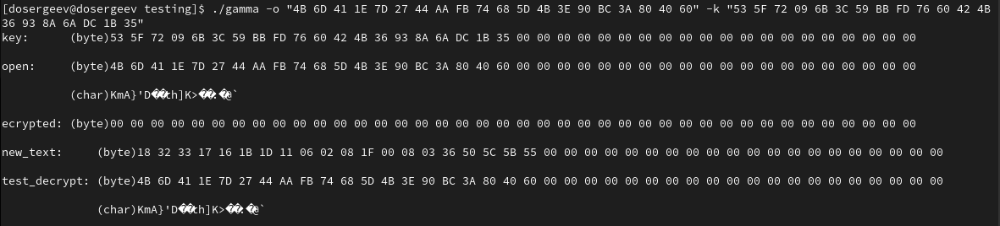 [dosergeev@dosergeev testing]$ ./gamma -o "4B 6D 41 1E 7D 27 44 AA FB 74 68 5D 4B 3E 90 BC 3A 80 40 60" -k "53 5F 72 09 6B 3C 59 BB FD 76 60 42 4B
36 93 8A 6A DC 1B 35"
key: (byte)53 5F 72 09 6B 3C 59 BB FD 76 60 42 4B 36 93 8A 6A DC 1B 35 00 00 00 00 00 00 00 00 00 00 00 00 00 00 00 00 00 00 00 00
open: (byte)4B 6D 41 1E 7D 27 44 AA FB 74 68 5D 4B 3E 90 BC 3A 80 40 60 00 00 00 00 00 00 00 00 00 00 00 00 00 00 00 00 00 00 00 00
(char)KmA}'D��th]K>��:�@`
ecrypted: (byte)00 00 00 00 00 00 00 00 00 00 00 00 00 00 00 00 00 00 00 00 00 00 00 00 00 00 00 00 00 00 00 00 00 00 00 00 00 00 00 00
new_text: (byte)18 32 33 17 16 1B 1D 11 06 02 08 1F 00 08 03 36 50 5C 5B 55 00 00 00 00 00 00 00 00 00 00 00 00 00 00 00 00 00 00 00 00
test_decrypt: (byte)4B 6D 41 1E 7D 27 44 AA FB 74 68 5D 4B 3E 90 BC 3A 80 40 60 00 00 00 00 00 00 00 00 00 00 00 00 00 00 00 00 00 00 00 00
(char)KmA}'D��th]K>��:�@`